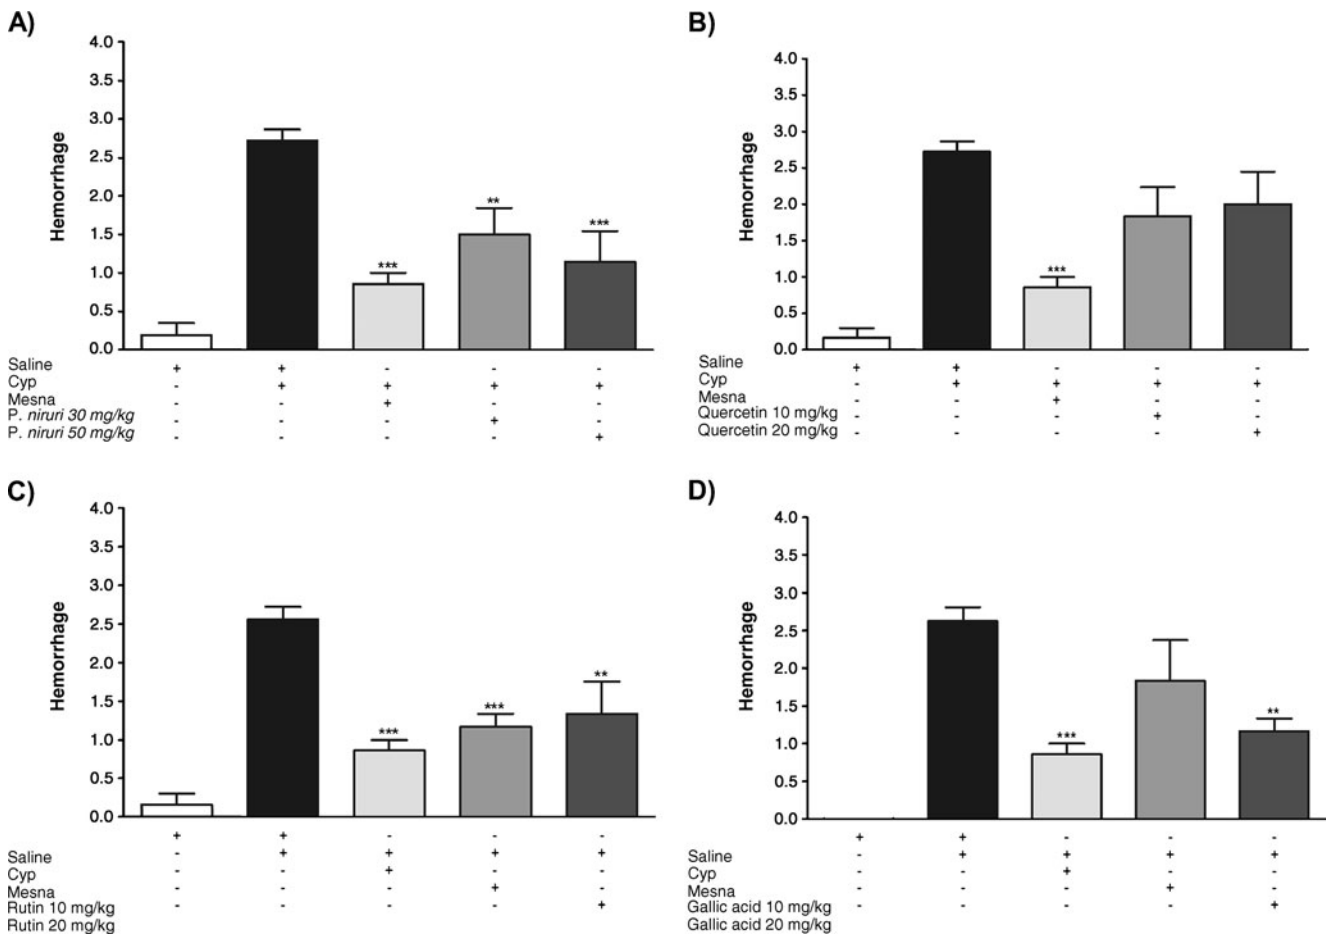 A)
4.0
3.5
3.0
2.5
2.0
1.5
1.0
0.5
0.0
Hemorrhage
***
**
***
Saline + + - - -
Cyp - + + + +
Mesna - - + - -
P. niruri 30 mg/kg - - - + -
P. niruri 50 mg/kg - - - - +
B)
4.0
3.5
3.0
2.5
2.0
1.5
1.0
0.5
0.0
Hemorrhage
***
Saline + + - - -
Cyp - + + + +
Mesna - - + - -
Quercetin 10 mg/kg - - - + -
Quercetin 20 mg/kg - - - - +
C)
4.0
3.5
3.0
2.5
2.0
1.5
1.0
0.5
0.0
Hemorrhage
***
***
**
+ + - - -
Saline - + + + +
Cyp - - + - -
Mesna - - - + -
Rutin 10 mg/kg - - - - +
Rutin 20 mg/kg
D)
4.0
3.5
3.0
2.5
2.0
1.5
1.0
0.5
0.0
Hemorrhage
***
**
+ + - - -
Saline - + + + +
Cyp - - + - -
Mesna - - - + -
Gallic acid 10 mg/kg - - - - +
Gallic acid 20 mg/kg